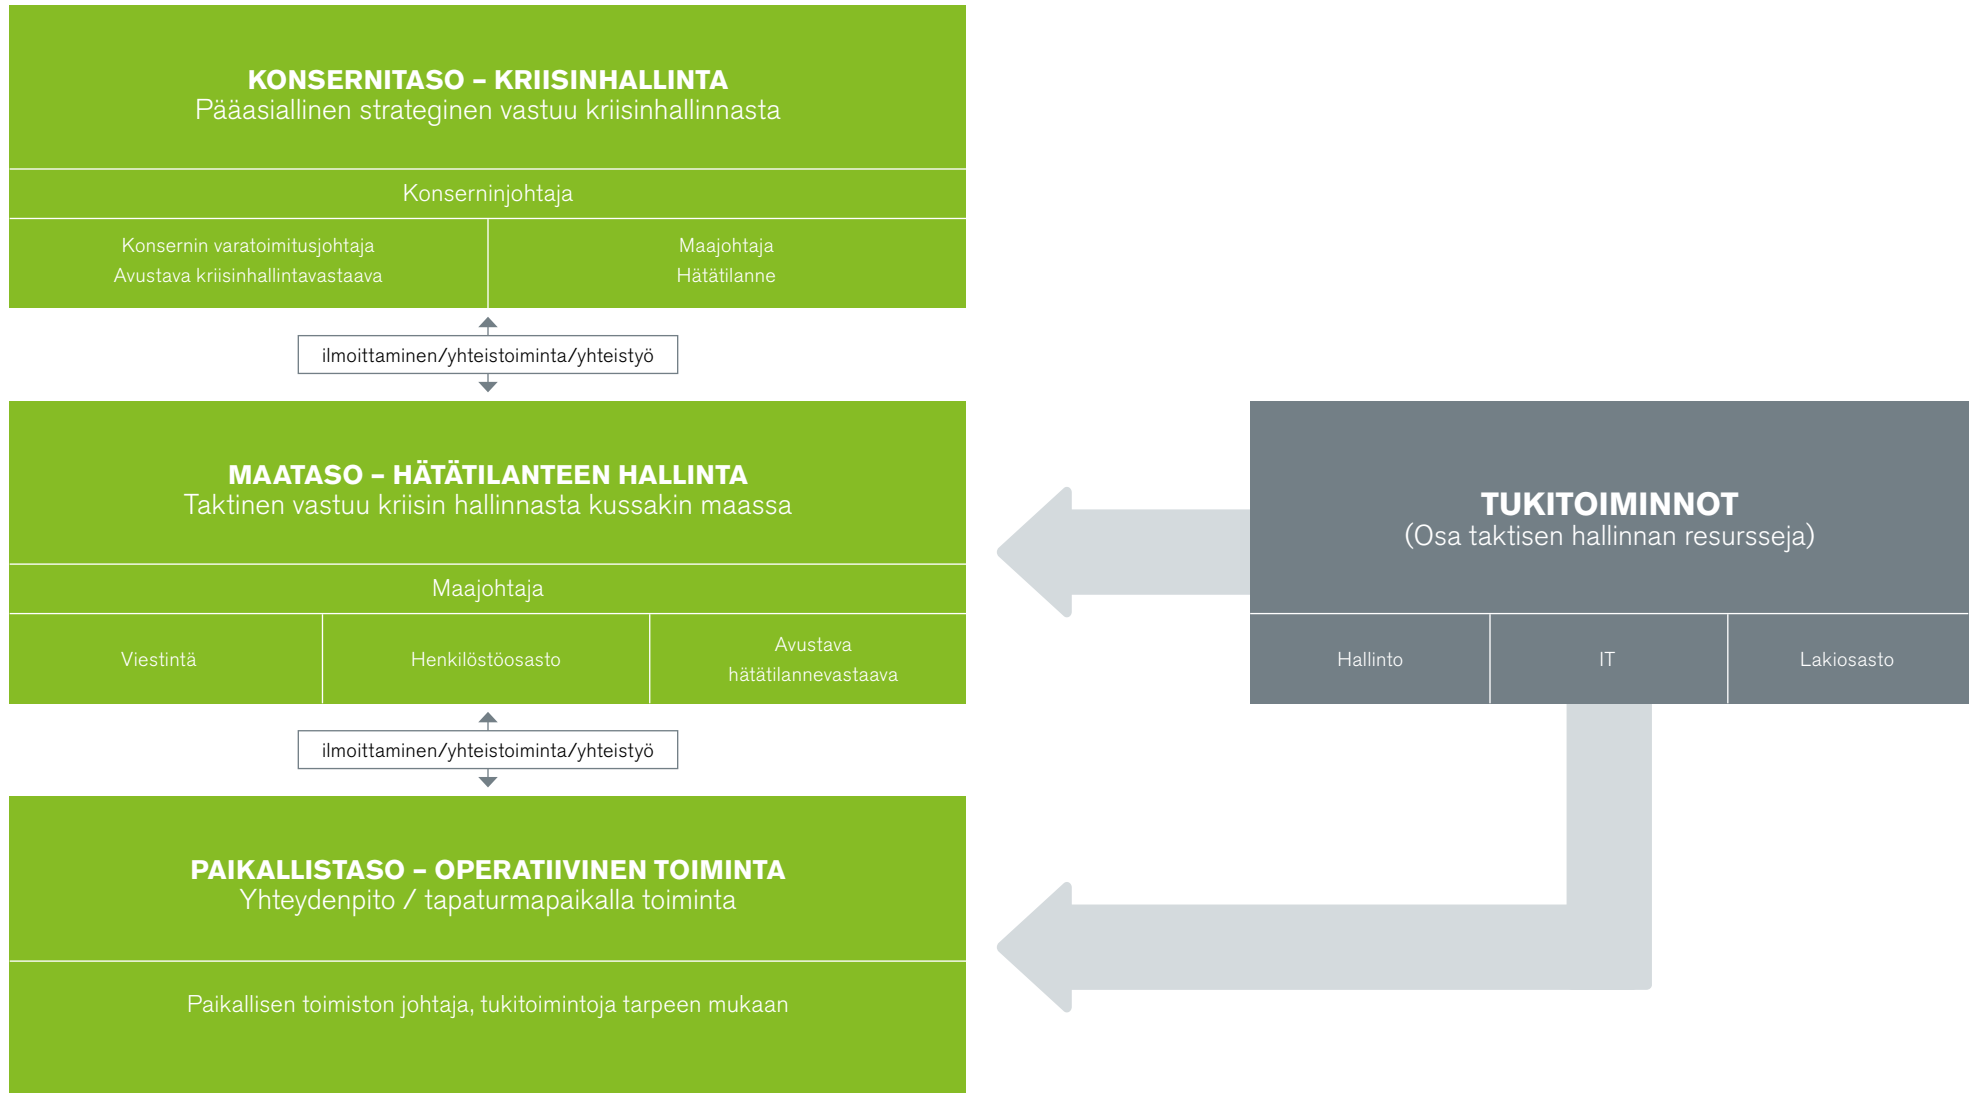 KONSERNITASO – KRIISINHALLINTA
Pääasiallinen strateginen vastuu kriisinhallinnasta
Konserninjohtaja
Konsernin varatoimitusjohtaja
Avustava kriisinhallintavastaava
Maajohtaja
Hätätilanne
ilmoittaminen/yhteistoiminta/yhteistyö
MAATASO – HÄTÄTILANTEEN HALLINTA
Taktinen vastuu kriisin hallinnasta kussakin maassa
Maajohtaja
Viestintä
Henkilöstöosasto
Avustava
hätätilannevastaava
TUKITOIMINNOT
(Osa taktisen hallinnan resursseja)
Hallinto
IT
Lakiosasto
ilmoittaminen/yhteistoiminta/yhteistyö
PAIKALLISTASO – OPERATIIVINEN TOIMINTA
Yhteydenpito / tapaturmapaikalla toiminta
Paikallisen toimiston johtaja, tukitoimintoja tarpeen mukaan